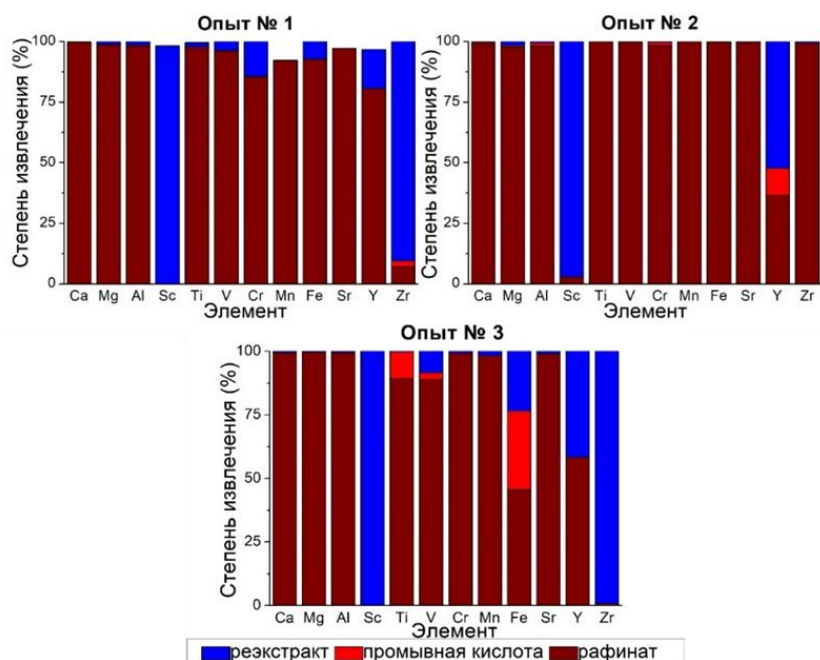 Опыт № 1
Степень извлечения (%)
100
75
50
25
0
Ca Mg Al Sc Ti V Cr Mn Fe Sr Y Zr
Элемент
Опыт № 2
Степень извлечения (%)
100
75
50
25
0
Ca Mg Al Sc Ti V Cr Mn Fe Sr Y Zr
Элемент
Опыт № 3
Степень извлечения (%)
100
75
50
25
0
Ca Mg Al Sc Ti V Cr Mn Fe Sr Y Zr
Элемент
реэкстракт промывная кислота рафинат